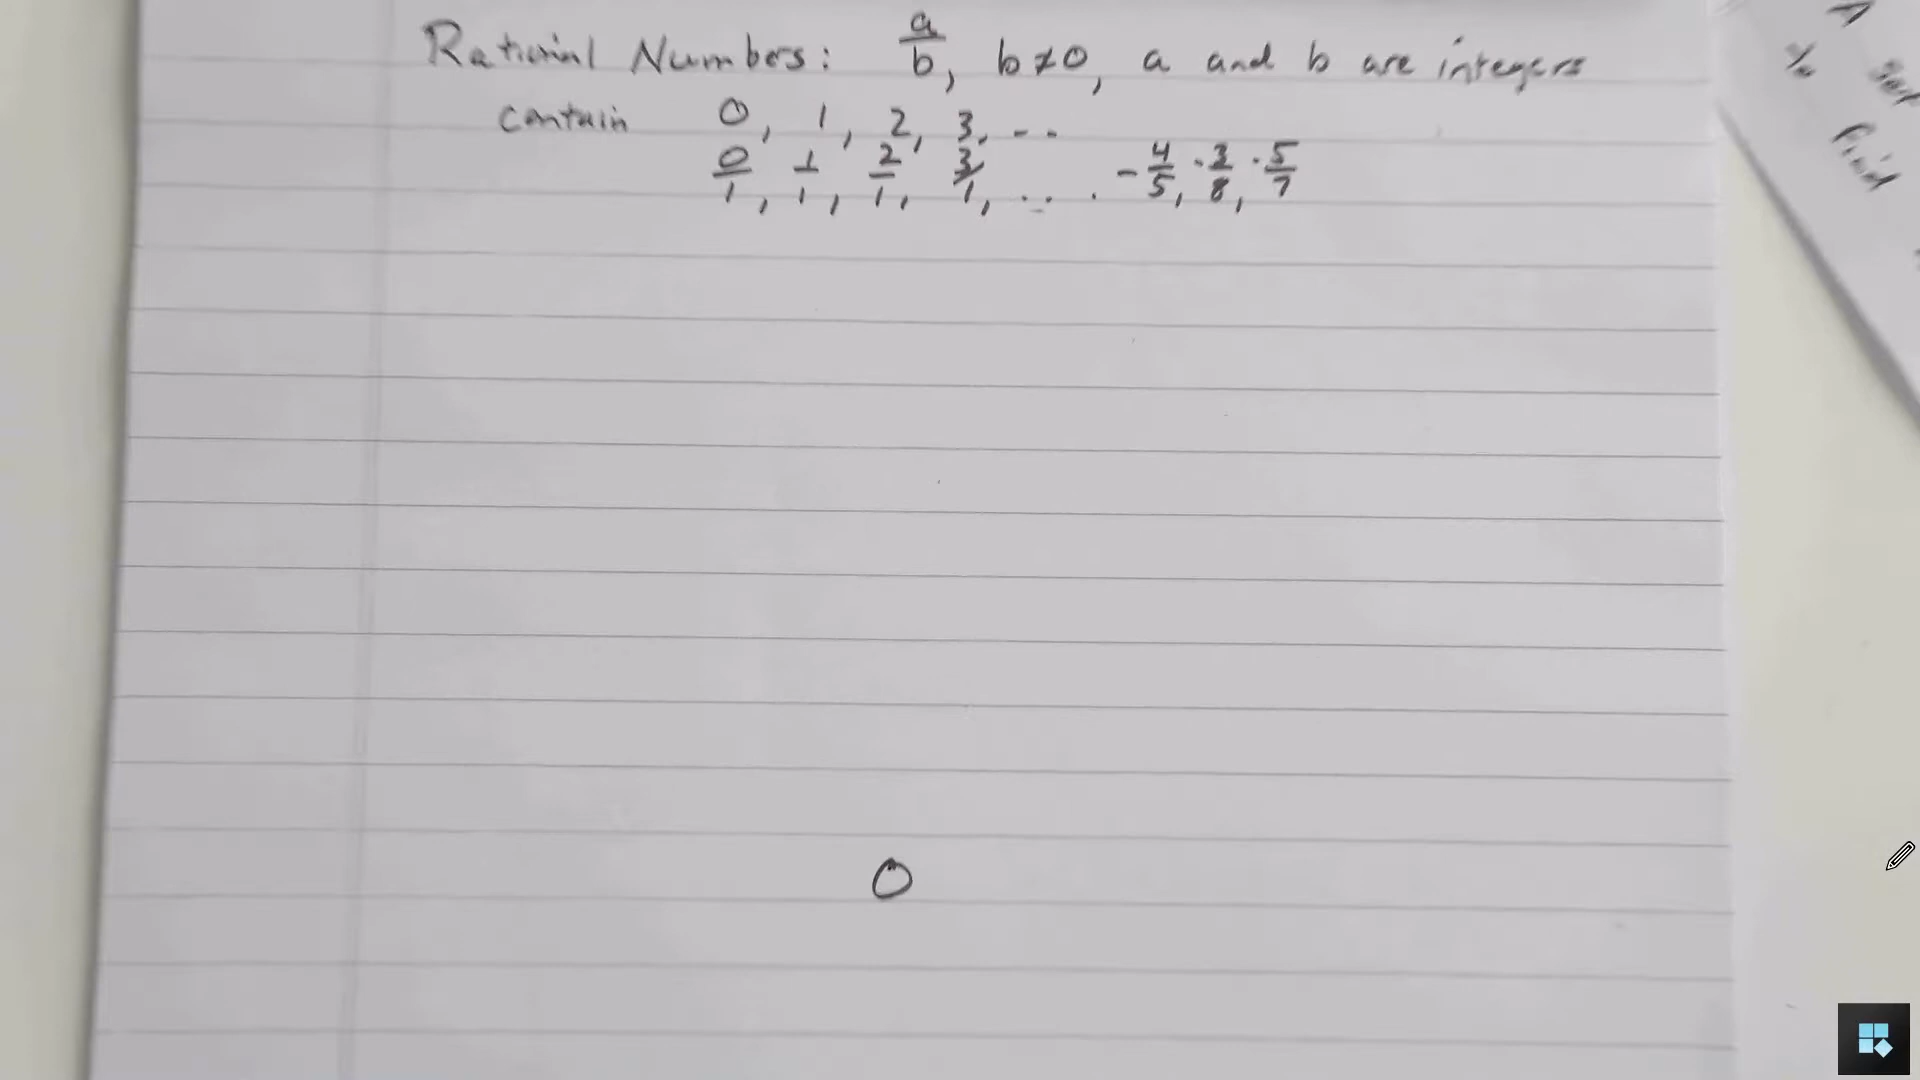 Rational Numbers: a/b, b≠0, a and b are integers
contain 0, 1, 2, 3, ..
0/1, 1/1, 2/1, 3/1, ... . -4/5, ·3/8, ·5/7
0
Find